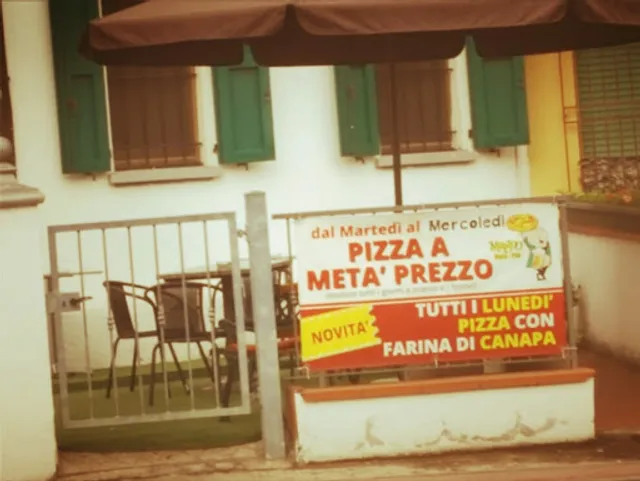 dal Martedì al Mercoledì
PIZZA A
META' PREZZO
NOVITA'
TUTTI I LUNEDI'
PIZZA CON
FARINA DI CANAPA